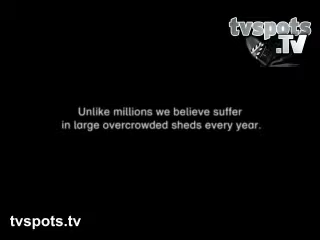 tvspots
.TV
Unlike millions we believe suffer
in large overcrowded sheds every year.
tvspots.tv